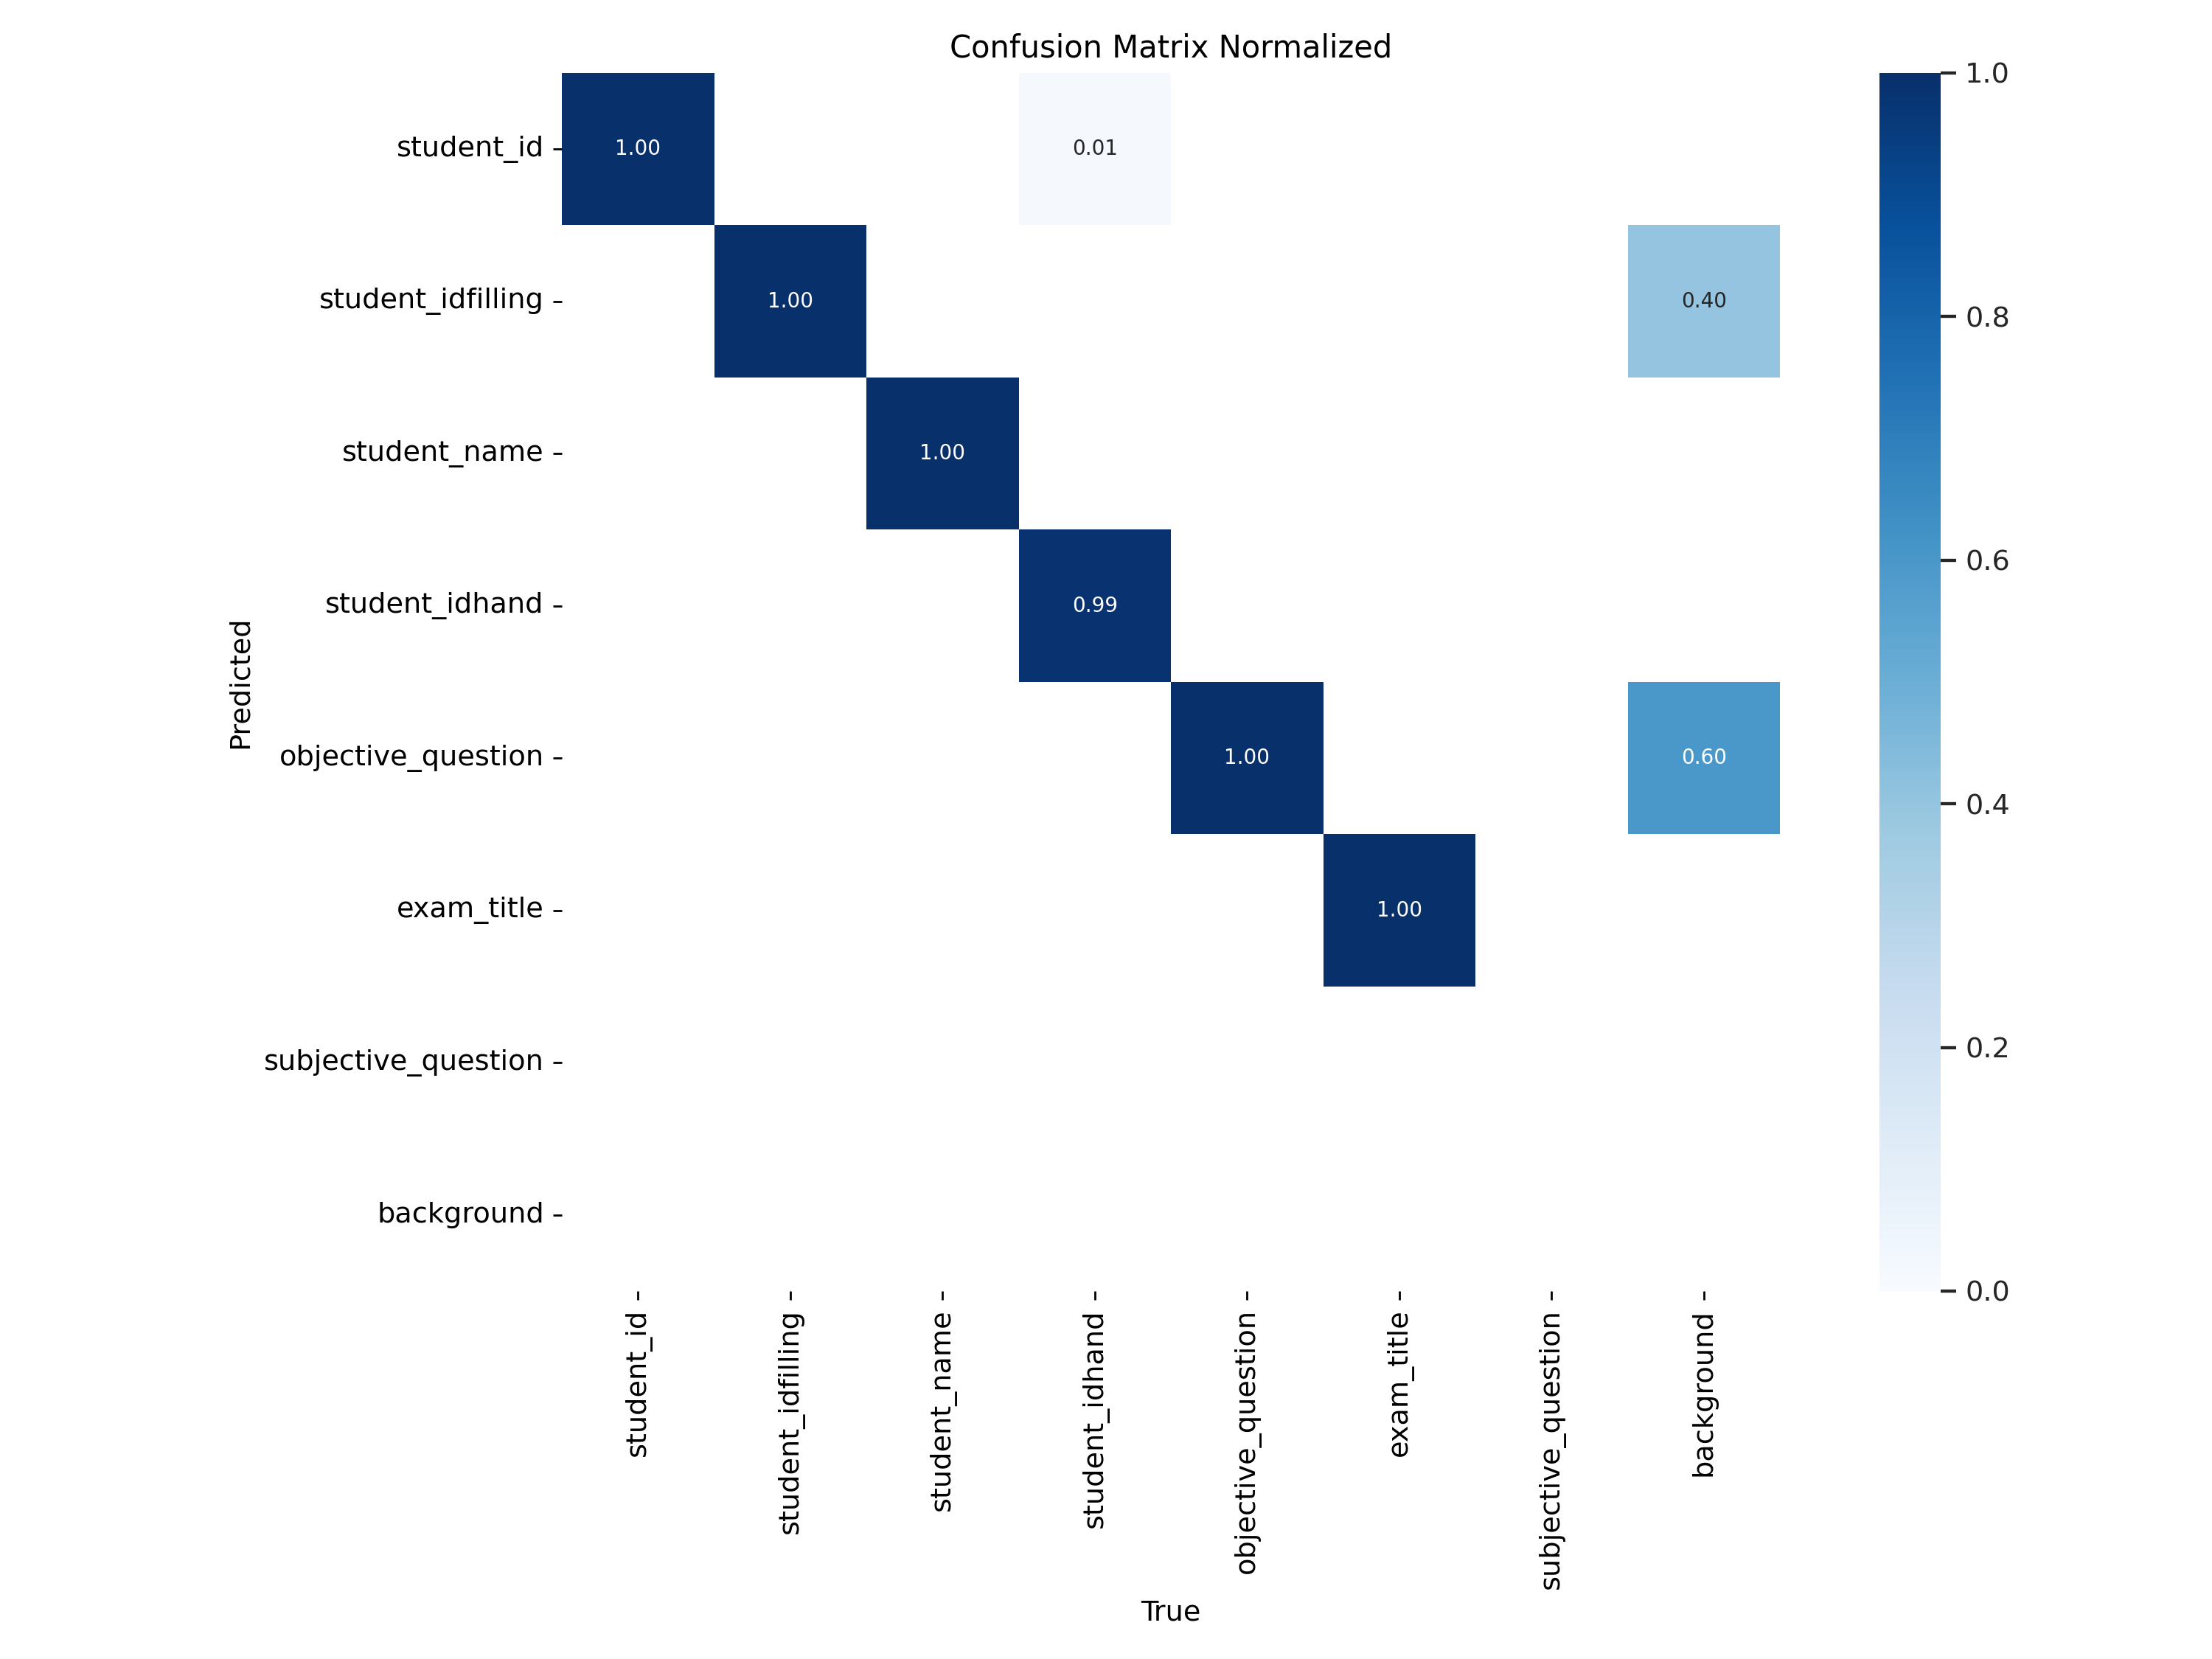 Confusion Matrix Normalized
student_id
1.00
0.01
student_idfilling
1.00
0.40
student_name
1.00
student_idhand
0.99
objective_question
1.00
0.60
exam_title
1.00
subjective_question
background
Predicted
student_id
student_idfilling
student_name
student_idhand
objective_question
exam_title
subjective_question
background
True
1.0
0.8
0.6
0.4
0.2
0.0